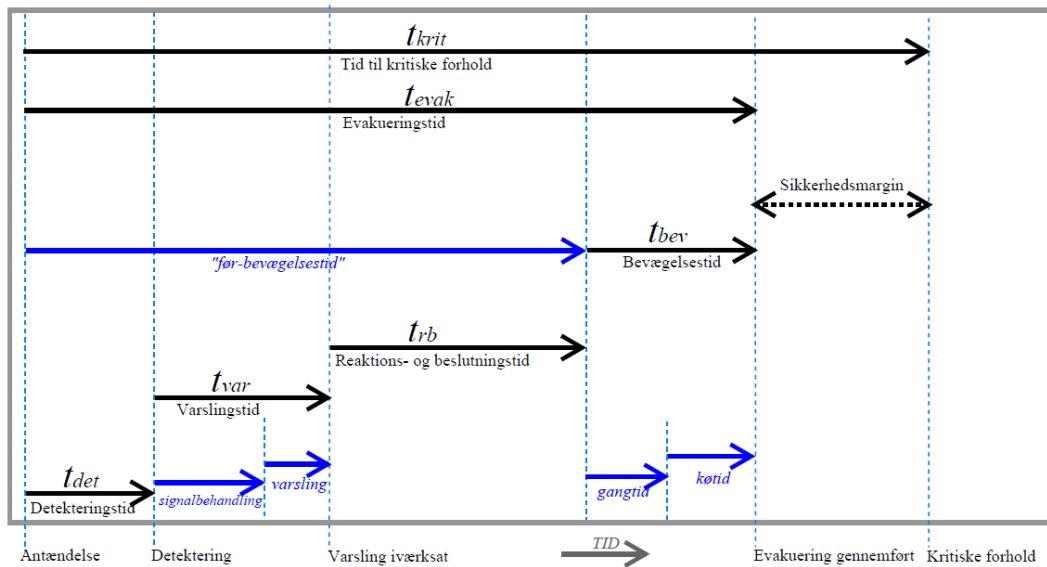 tkrit
Tid til kritiske forhold
tevak
Evakueringstid
Sikkerhedsmargin
tbev
"før-bevægelsestid"
Bevægelsestid
trb
Reaktions- og beslutningstid
tvar
Varslingstid
varsling
tdet
signalbehandling
gangtid
køtid
Detekteringstid
TID
Antændelse
Detektering
Varsling iværksat
Evakuering gennemført
Kritiske forhold